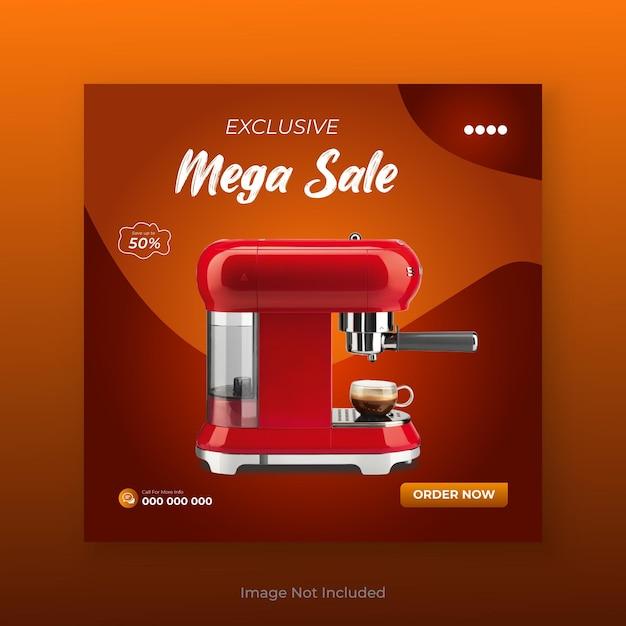 EXCLUSIVE
Mega Sale
Save up to
50%
Call For More Info
000 000 000
ORDER NOW
Image Not Included